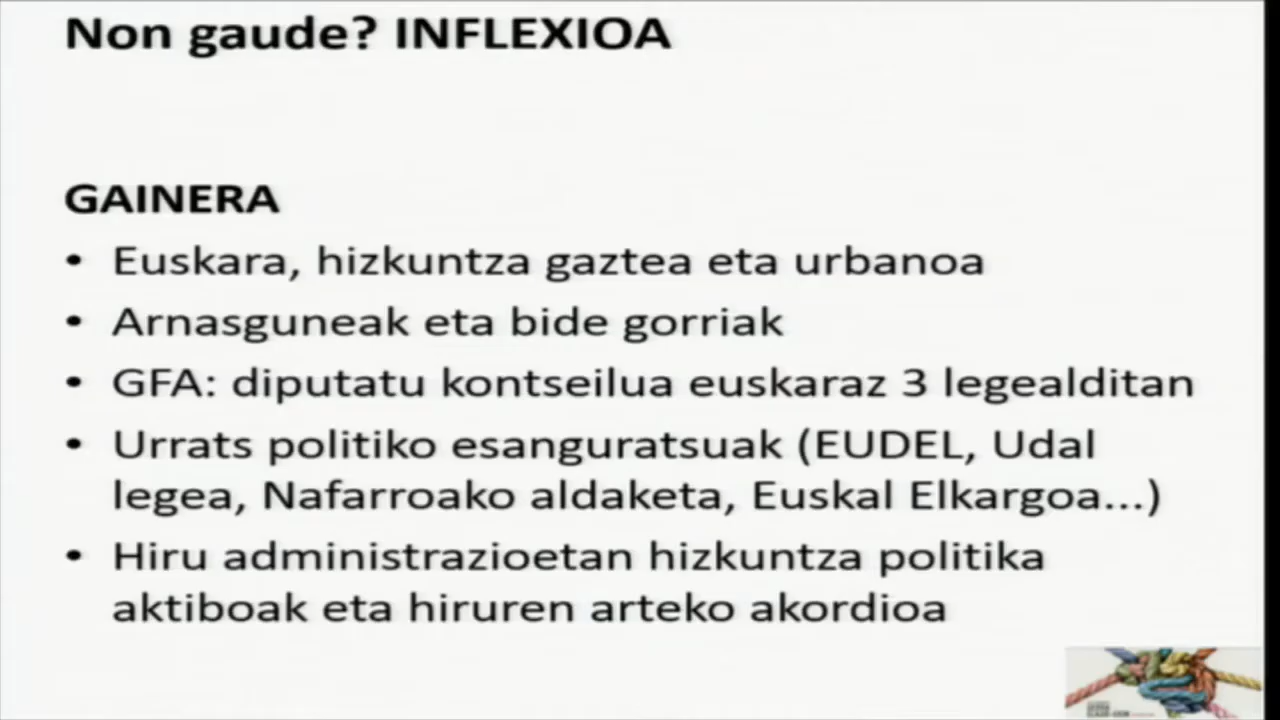 Non gaude? INFLEXIOA
GAINERA
• Euskara, hizkuntza gaztea eta urbanoa
• Arnasguneak eta bide gorriak
• GFA: diputatu kontseilua euskaraz 3 legealditan
• Urrats politiko esanguratsuak (EUDEL, Udal
legea, Nafarroako aldaketa, Euskal Elkargoa...)
• Hiru administrazioetan hizkuntza politika
aktiboak eta hiruren arteko akordioa